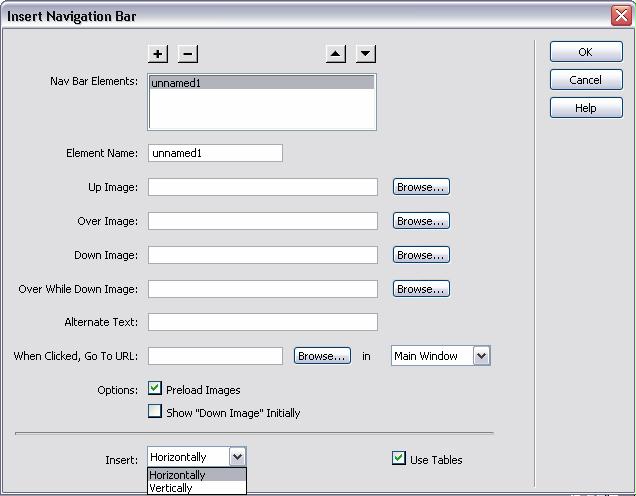 Insert Navigation Bar
+ −
OK
Nav Bar Elements: unnamed1
Cancel
Help
Element Name: unnamed1
Up Image: Browse...
Over Image: Browse...
Down Image: Browse...
Over While Down Image: Browse...
Alternate Text:
When Clicked, Go To URL: Browse... in Main Window
Options: Preload Images
Show "Down Image" Initially
Insert: Horizontally Use Tables
Horizontally
Vertically